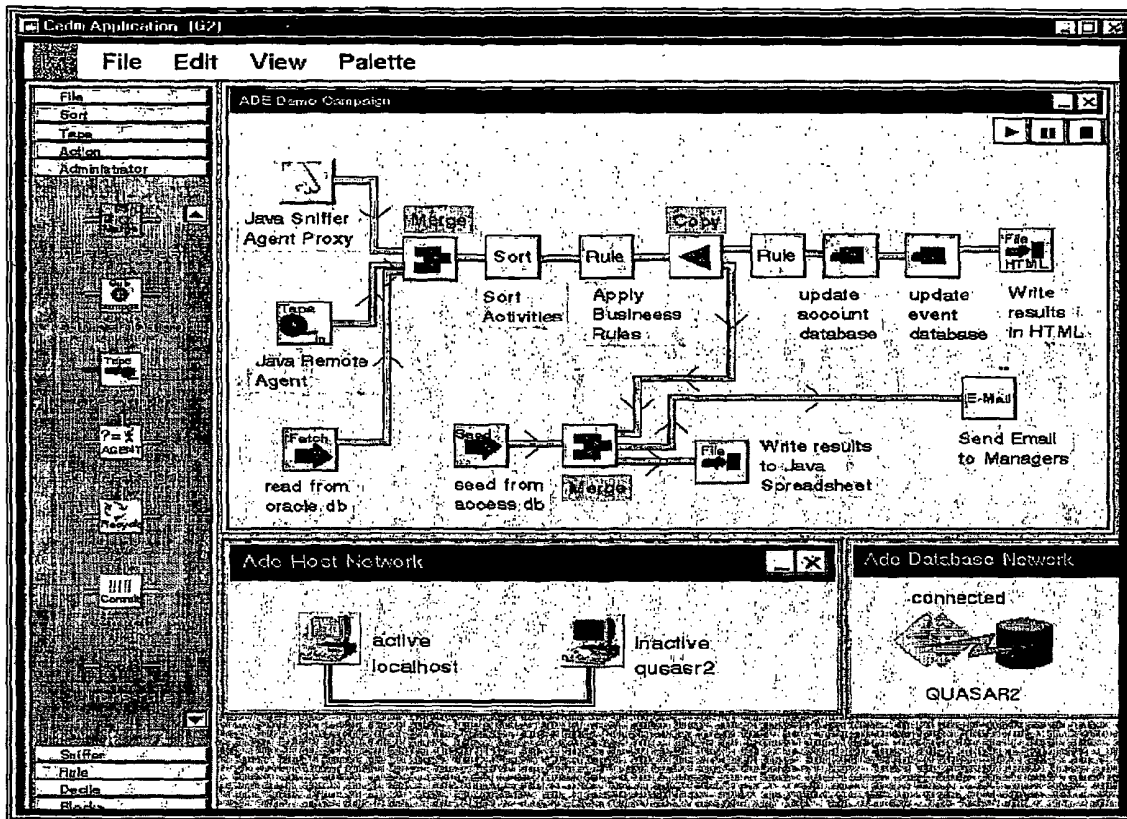 Cedm Application (G2)
File Edit View Palette
File
Sort
Tape
Action
Administrator
Tape
?=
AGENT
Recycle
Sniffer
Rule
Decile
Blocks
ADE Demo Campaign
Java Sniffer
Agent Proxy
Merge
Sort
Sort
Activities
Rule
Apply
Business
Rules
Copy
Rule
update
account
database
update
event
database
File
HTML
Write
results
in HTML
Tape
In
Java Remote
Agent
Fetch
read from
oracle db
Seed
seed from
access db
Merge
File
Write results
to Java
Spreadsheet
E-Mail
Send Email
to Managers
Ade Host Network
active
localhost
inactive
qusasr2
Ade Database Network
connected
QUASAR2